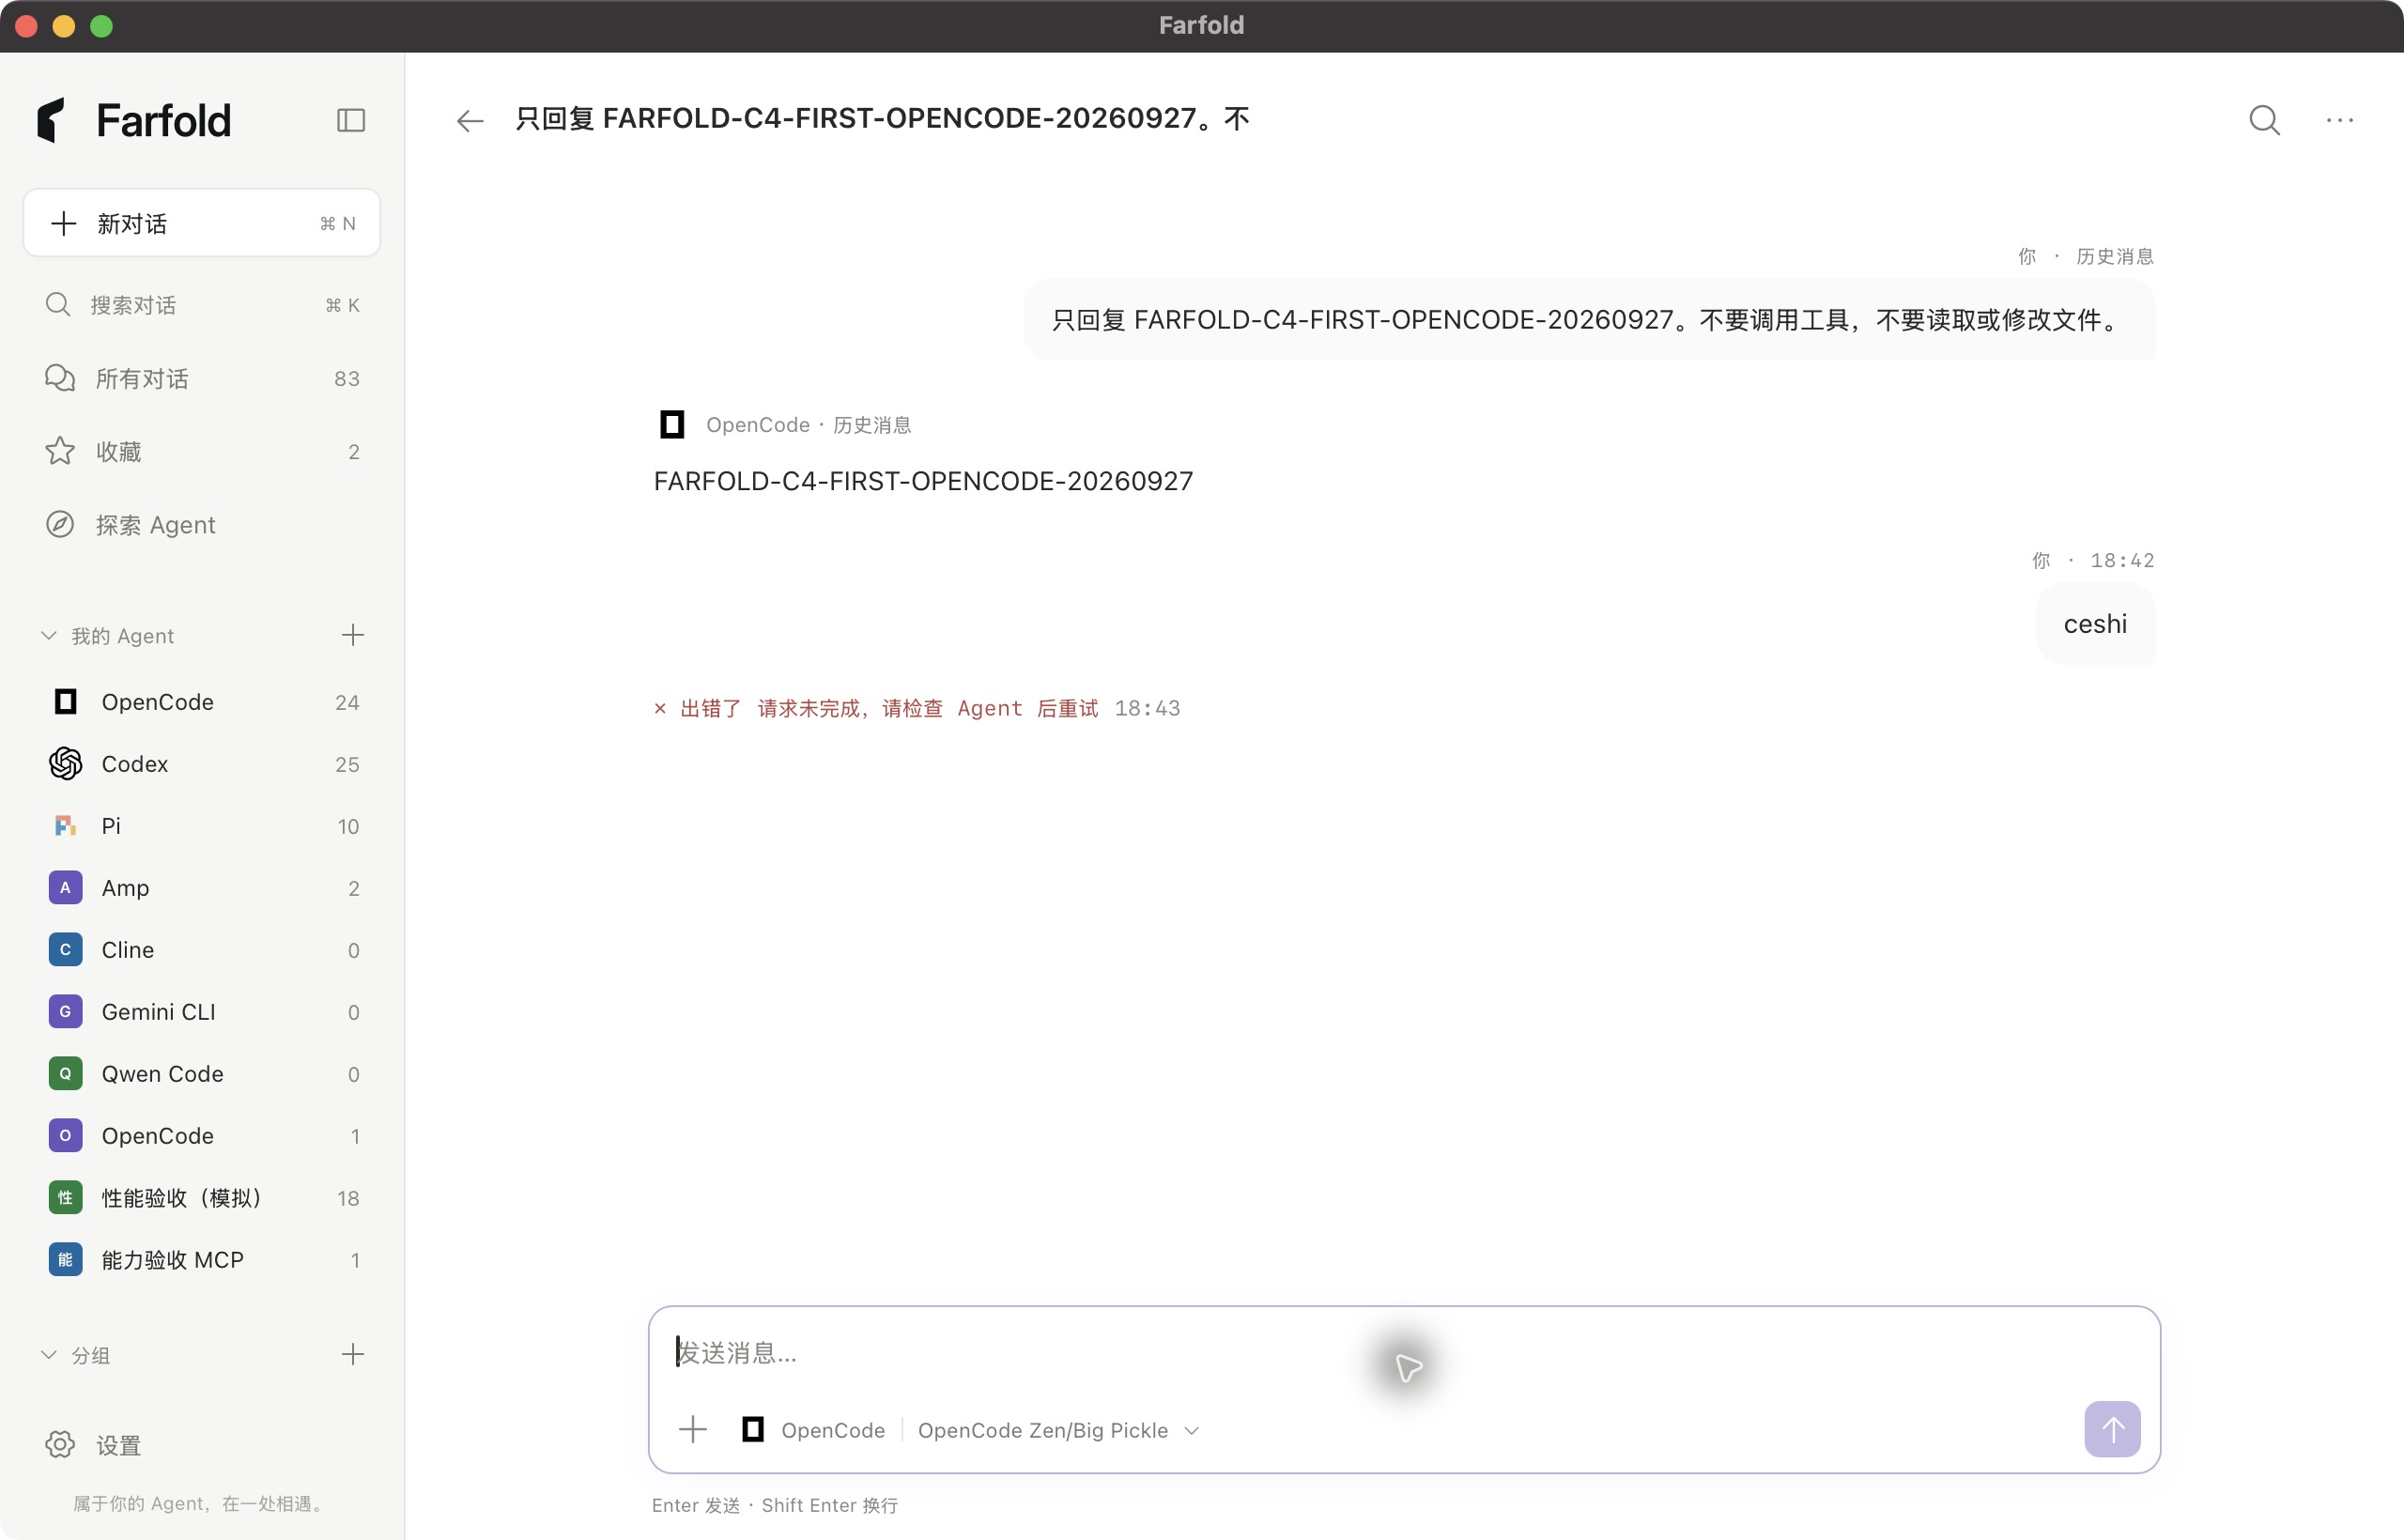 Farfold
Farfold
新对话 ⌘ N
搜索对话 ⌘ K
所有对话 83
收藏 2
探索 Agent
我的 Agent
OpenCode 24
Codex 25
Pi 10
A Amp 2
C Cline 0
G Gemini CLI 0
Q Qwen Code 0
O OpenCode 1
性 性能验收（模拟） 18
能 能力验收 MCP 1
分组
设置
属于你的 Agent，在一处相遇。
只回复 FARFOLD-C4-FIRST-OPENCODE-20260927。不
你 · 历史消息
只回复 FARFOLD-C4-FIRST-OPENCODE-20260927。不要调用工具，不要读取或修改文件。
OpenCode · 历史消息
FARFOLD-C4-FIRST-OPENCODE-20260927
你 · 18:42
ceshi
× 出错了 请求未完成，请检查 Agent 后重试 18:43
发送消息...
OpenCode OpenCode Zen/Big Pickle
Enter 发送 · Shift Enter 换行